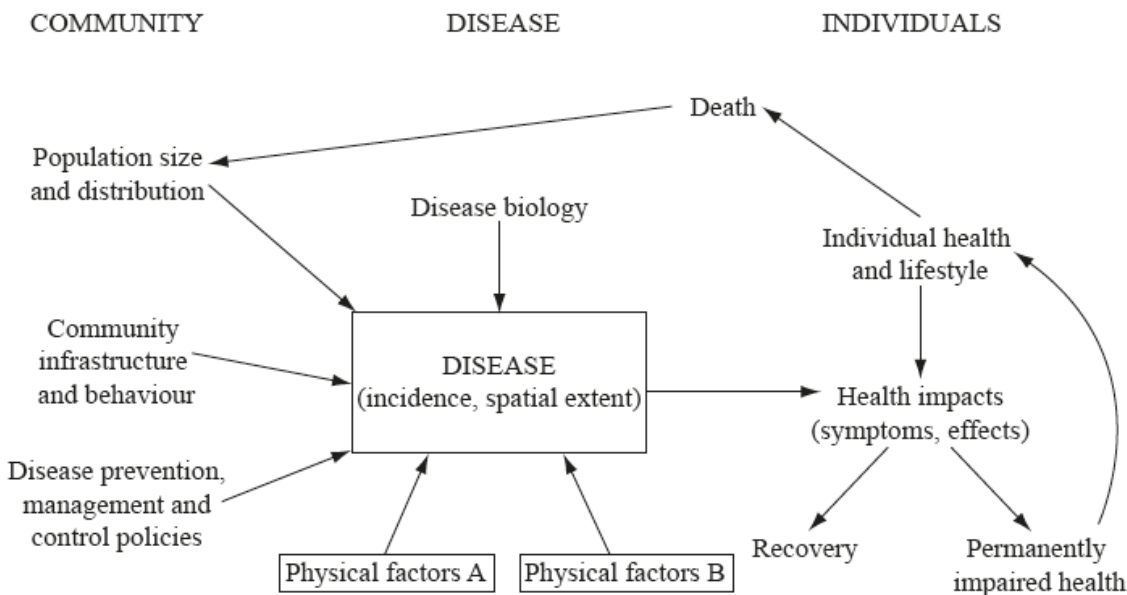 COMMUNITY
DISEASE
INDIVIDUALS
Death
Population size
and distribution
Disease biology
Individual health
and lifestyle
Community
infrastructure
and behaviour
DISEASE
(incidence, spatial extent)
Health impacts
(symptoms, effects)
Disease prevention,
management and
control policies
Recovery
Permanently
impaired health
Physical factors A
Physical factors B